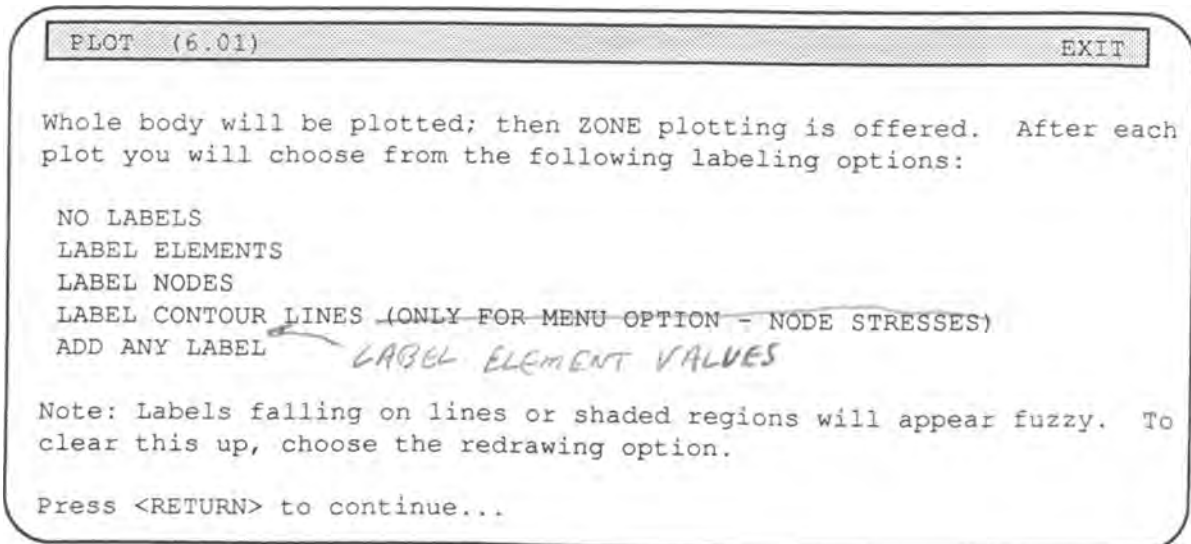 PLOT (6.01) EXIT
Whole body will be plotted; then ZONE plotting is offered. After each
plot you will choose from the following labeling options:
NO LABELS
LABEL ELEMENTS
LABEL NODES
LABEL CONTOUR LINES (ONLY FOR MENU OPTION - NODE STRESSES)
LABEL ELEMENT VALUES
ADD ANY LABEL
Note: Labels falling on lines or shaded regions will appear fuzzy. To
clear this up, choose the redrawing option.
Press <RETURN> to continue...